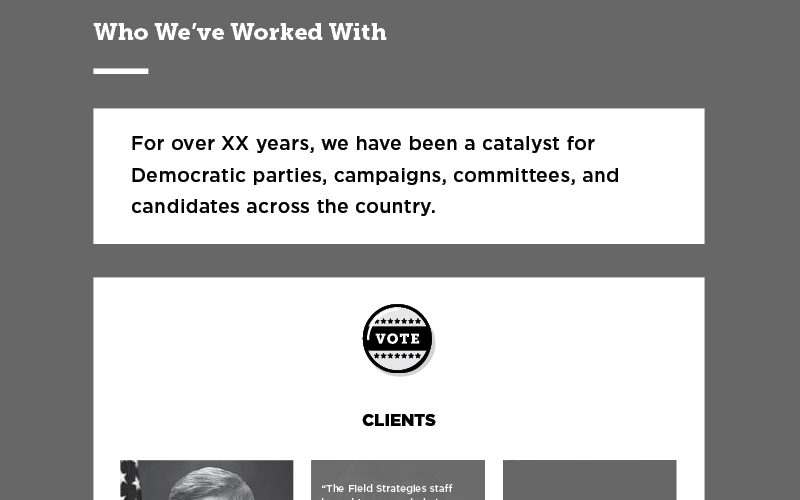 Who We’ve Worked With
For over XX years, we have been a catalyst for
Democratic parties, campaigns, committees, and
candidates across the country.
VOTE
CLIENTS
“The Field Strategies staff